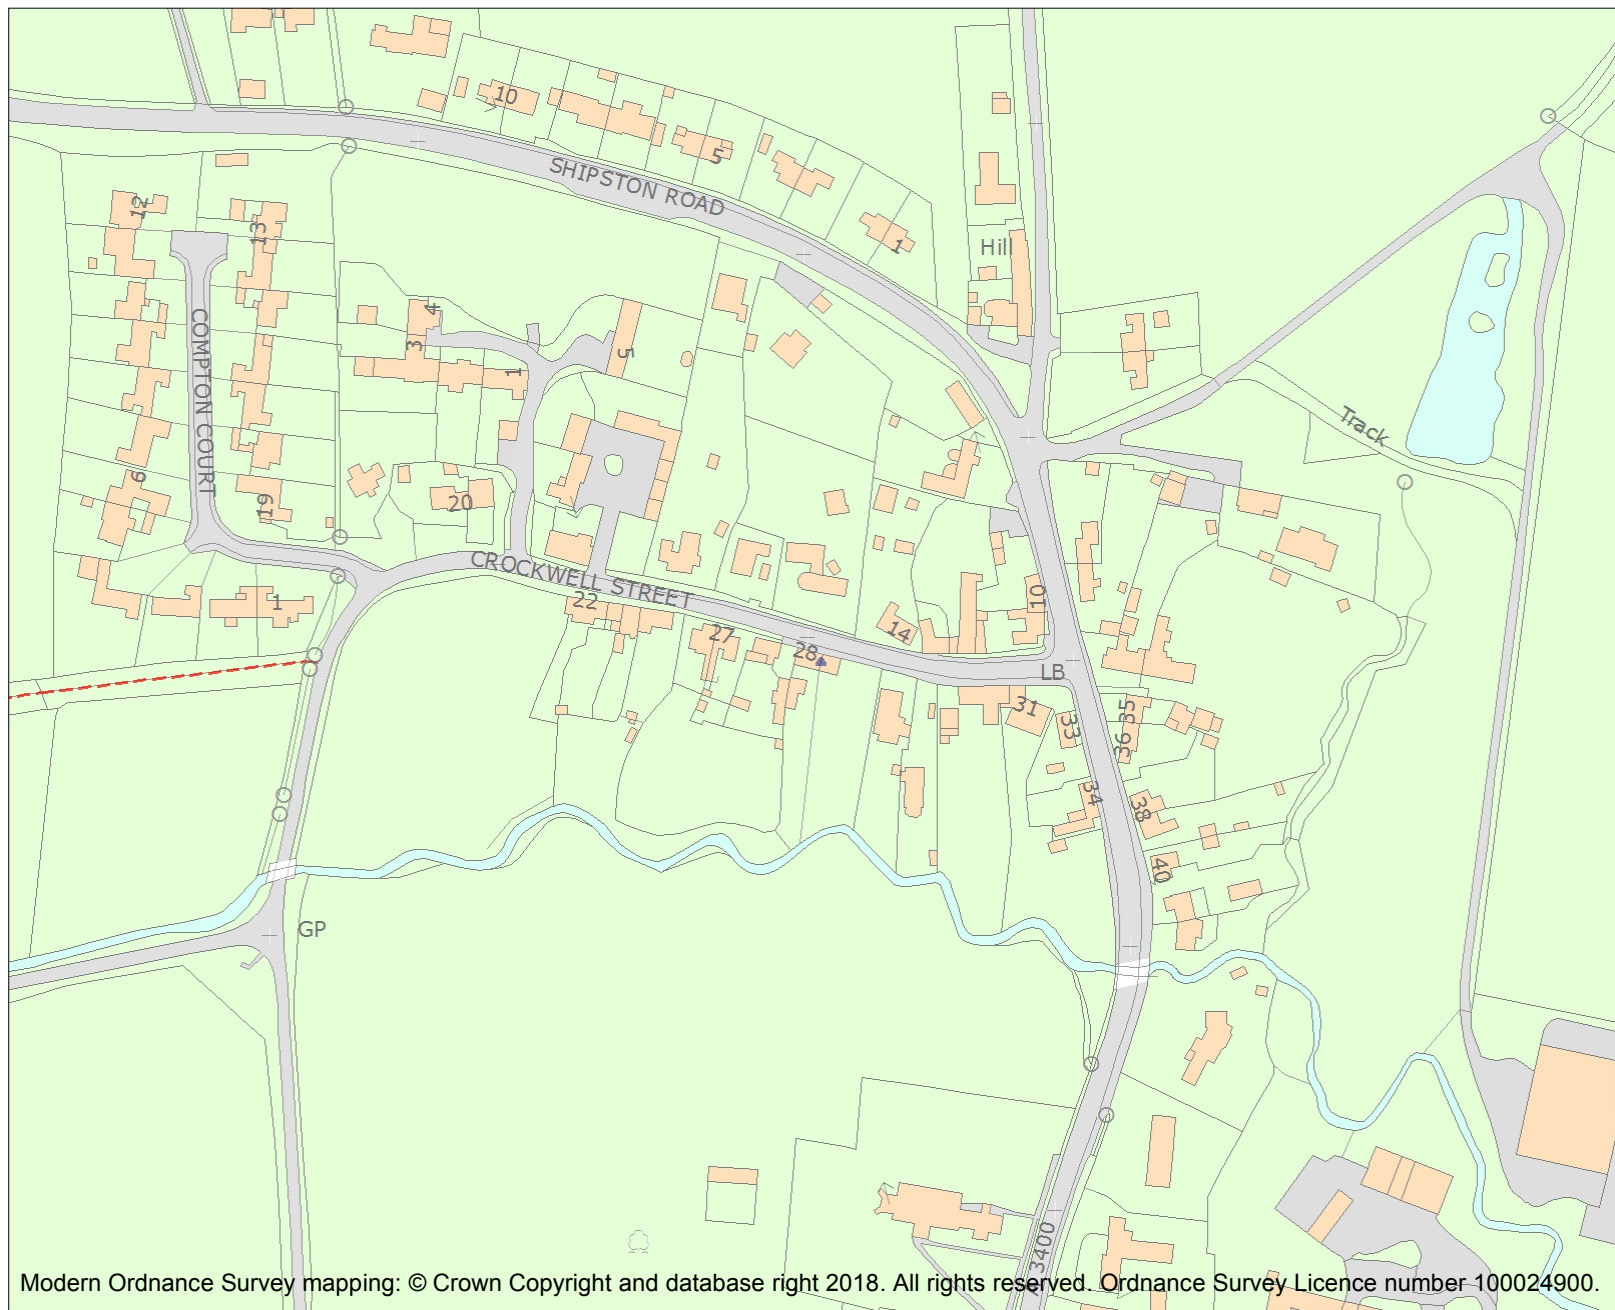 10
SHIPSTON ROAD
5
1
Hill
12
13
4
3
1
5
COMPTON COURT
Track
6
19
20
CROCKWELL STREET
22
27
28
14
10
1
LB
31
33
35
36
34
38
40
GP
A3400
Modern Ordnance Survey mapping: © Crown Copyright and database right 2018. All rights reserved. Ordnance Survey Licence number 100024900.